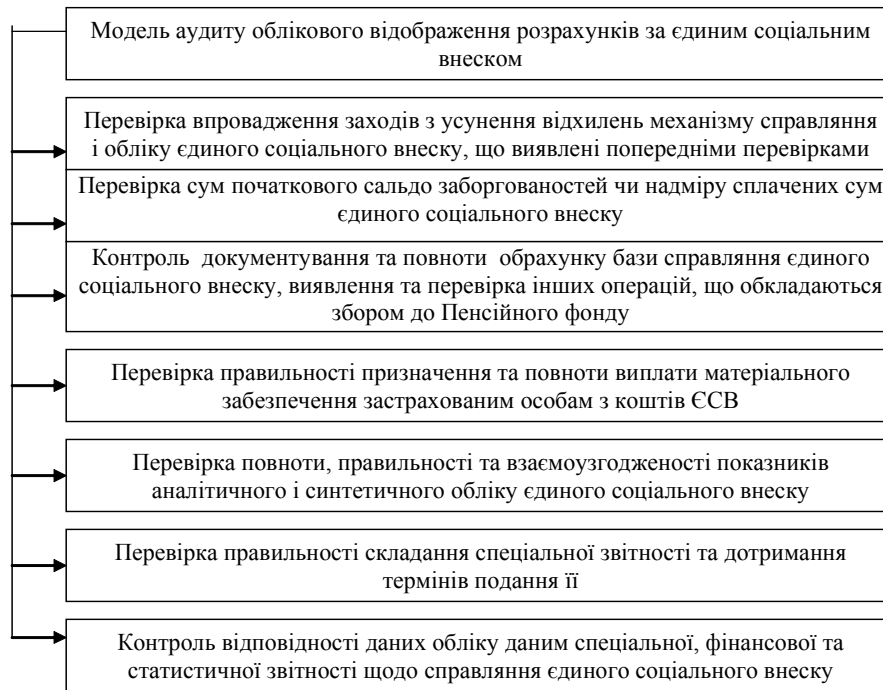 Модель аудиту облікового відображення розрахунків за єдиним соціальним
внеском
Перевірка впровадження заходів з усунення відхилень механізму справляння
і обліку єдиного соціального внеску, що виявлені попередніми перевірками
Перевірка сум початкового сальдо заборгованостей чи надміру сплачених сум
єдиного соціального внеску
Контроль документування та повноти обрахунку бази справляння єдиного
соціального внеску, виявлення та перевірка інших операцій, що обкладаються
збором до Пенсійного фонду
Перевірка правильності призначення та повноти виплати матеріального
забезпечення застрахованим особам з коштів ЄСВ
Перевірка повноти, правильності та взаємоузгодженості показників
аналітичного і синтетичного обліку єдиного соціального внеску
Перевірка правильності складання спеціальної звітності та дотримання
термінів подання її
Контроль відповідності даних обліку даним спеціальної, фінансової та
статистичної звітності щодо справляння єдиного соціального внеску